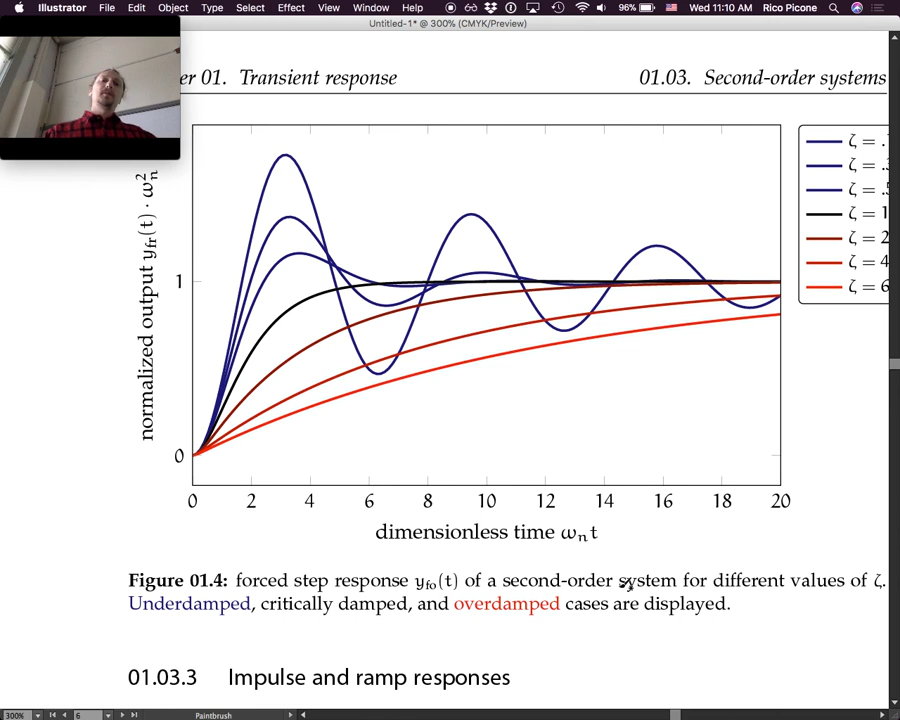 Illustrator File Edit Object Type Select Effect View Window Help 96% Wed 11:10 AM Rico Picone
Untitled-1* @ 300% (CMYK/Preview)
er 01. Transient response 01.03. Second-order systems
normalized output y_fr(t) · ω_n^2
1
0
ζ = .
ζ = .
ζ = .
ζ = 1
ζ = 2
ζ = 4
ζ = 6
0 2 4 6 8 10 12 14 16 18 20
dimensionless time ω_n t
Figure 01.4: forced step response y_fo(t) of a second-order system for different values of ζ.
Underdamped, critically damped, and overdamped cases are displayed.
01.03.3 Impulse and ramp responses
300% 6 Paintbrush